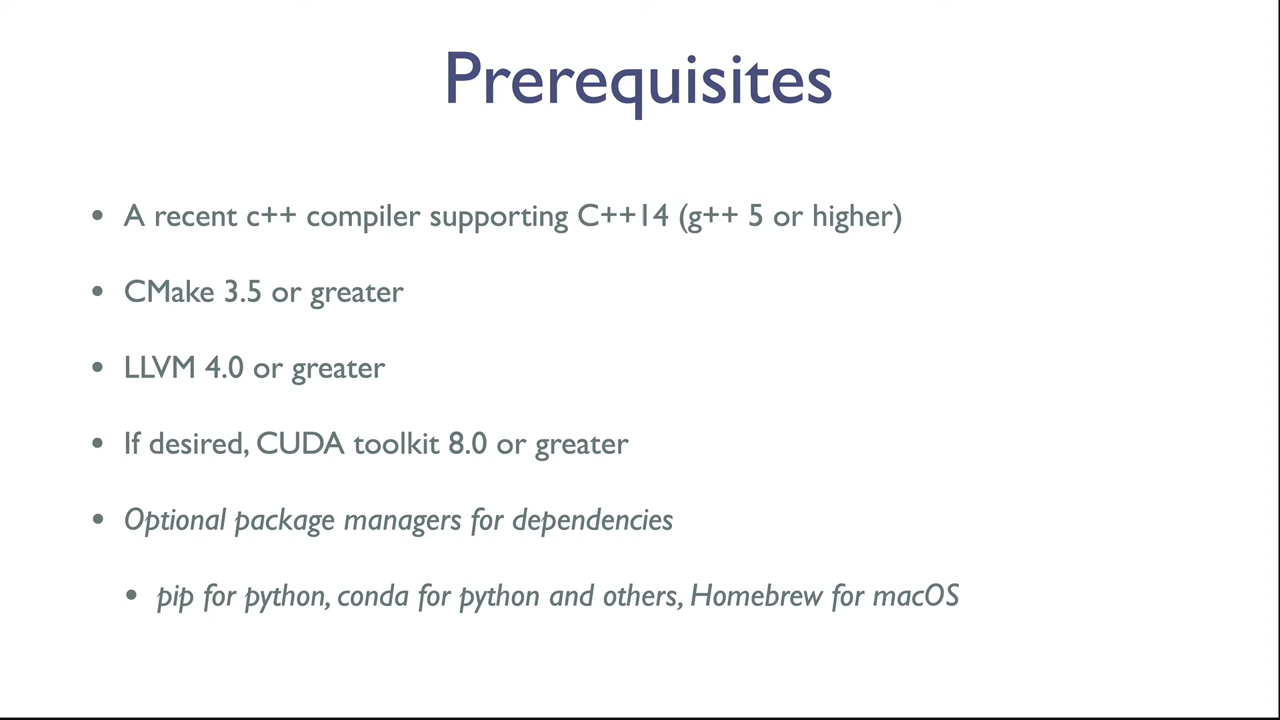 Prerequisites
• A recent c++ compiler supporting C++14 (g++ 5 or higher)
• CMake 3.5 or greater
• LLVM 4.0 or greater
• If desired, CUDA toolkit 8.0 or greater
• Optional package managers for dependencies
• pip for python, conda for python and others, Homebrew for macOS